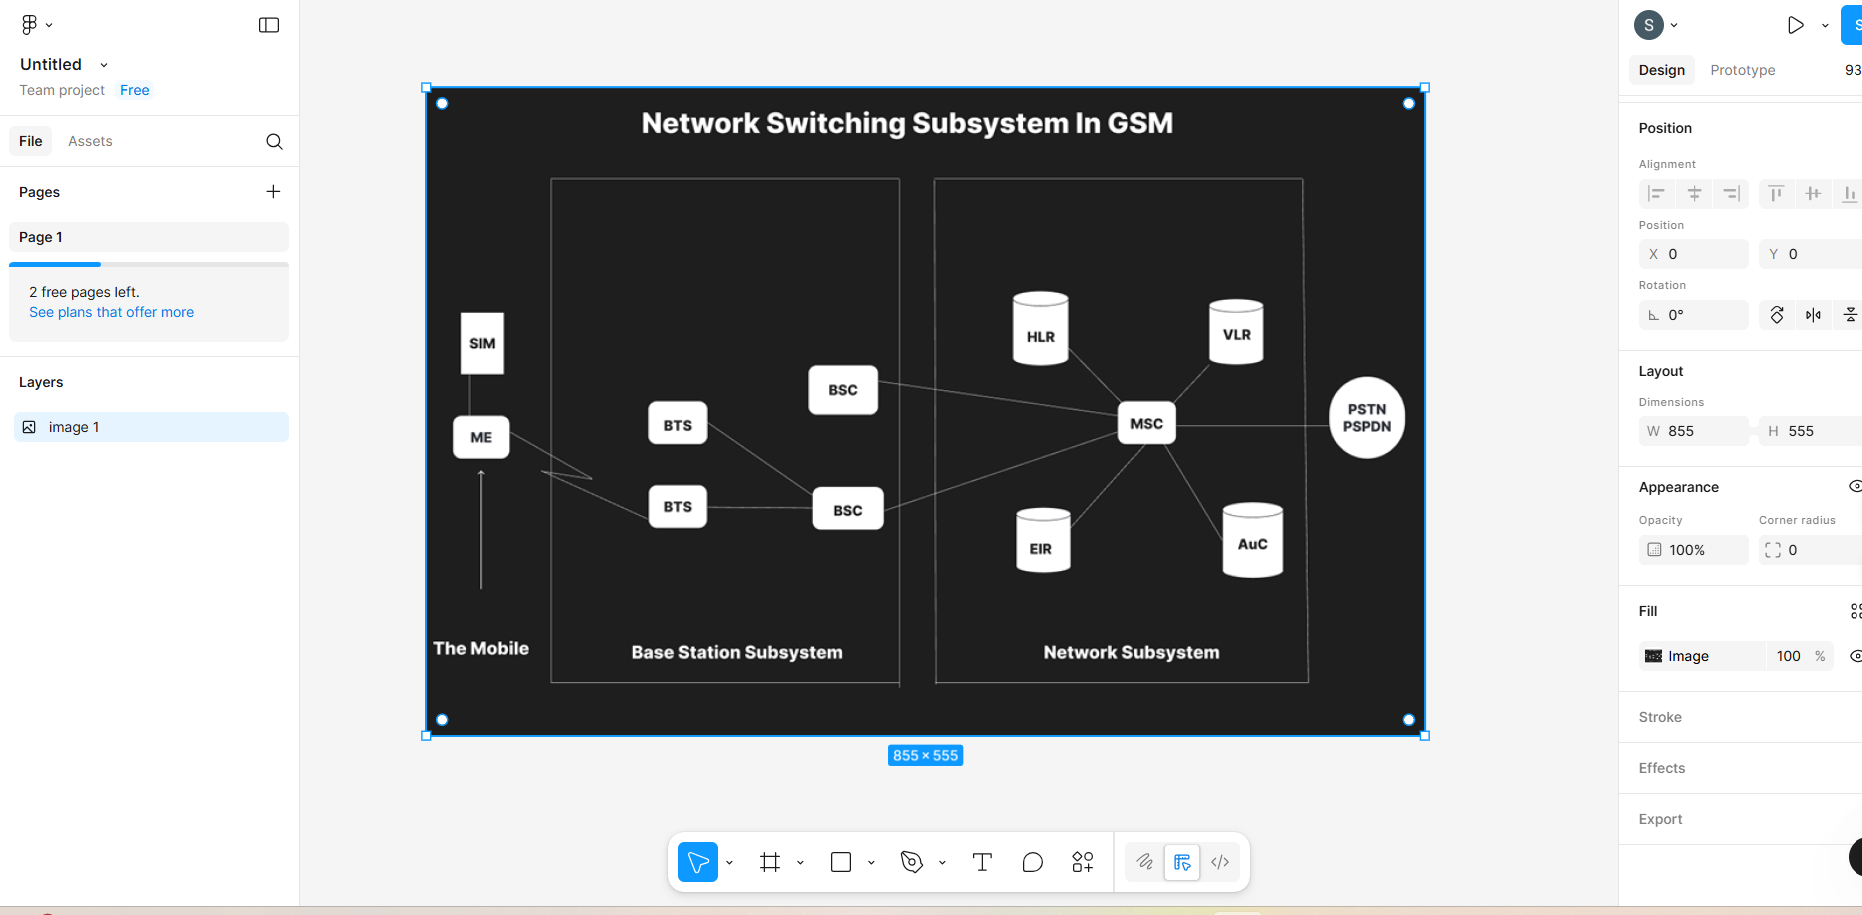 Untitled
Team project Free
File Assets
Pages
Page 1
2 free pages left.
See plans that offer more
Layers
image 1
Network Switching Subsystem In GSM
SIM
ME
The Mobile
BTS
BTS
BSC
BSC
Base Station Subsystem
HLR
VLR
MSC
EIR
AuC
Network Subsystem
PSTN
PSPDN
855 × 555
S
Design Prototype 93
Position
Alignment
Position
X 0 Y 0
Rotation
0°
Layout
Dimensions
W 855 H 555
Appearance
Opacity Corner radius
100% 0
Fill
Image 100 %
Stroke
Effects
Export